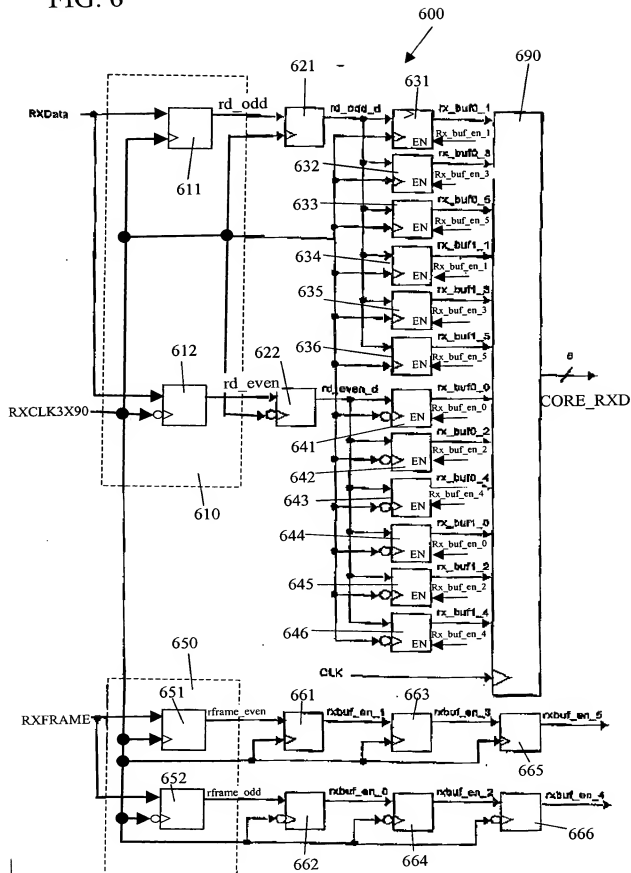 FIG. 6
600
621
631
690
RXData
rd_odd
rd_odd_d
rx_buf0_1
Rx_buf_en_1
EN
611
632
rx_buf0_3
Rx_buf_en_3
EN
633
rx_buf0_5
Rx_buf_en_5
EN
634
rx_buf1_1
Rx_buf_en_1
EN
635
rx_buf1_3
Rx_buf_en_3
EN
636
rx_buf1_5
Rx_buf_en_5
EN
6
CORE_RXD
612
rd_even
622
rd_even_d
RXCLK3X90
641
rx_buf0_0
Rx_buf_en_0
EN
642
rx_buf0_2
Rx_buf_en_2
EN
643
rx_buf0_4
Rx_buf_en_4
EN
610
644
rx_buf1_0
Rx_buf_en_0
EN
645
rx_buf1_2
Rx_buf_en_2
EN
646
rx_buf1_4
Rx_buf_en_4
EN
650
CLK
RXFRAME
651
rframe_even
661
rxbuf_en_1
663
rxbuf_en_3
665
rxbuf_en_5
652
rframe_odd
662
rxbuf_en_0
664
rxbuf_en_2
666
rxbuf_en_4